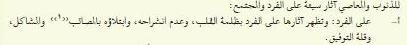 للذنوب والمعاصي آثار سيئة على الفرد والمجتمع:
أ– على الفرد: وتظهر آثارها على الفرد بظلمة القلب، وعدم انشراحه، وابتلاؤه بالمصائب«١» والمشاكل،
وقلة التوفيق.